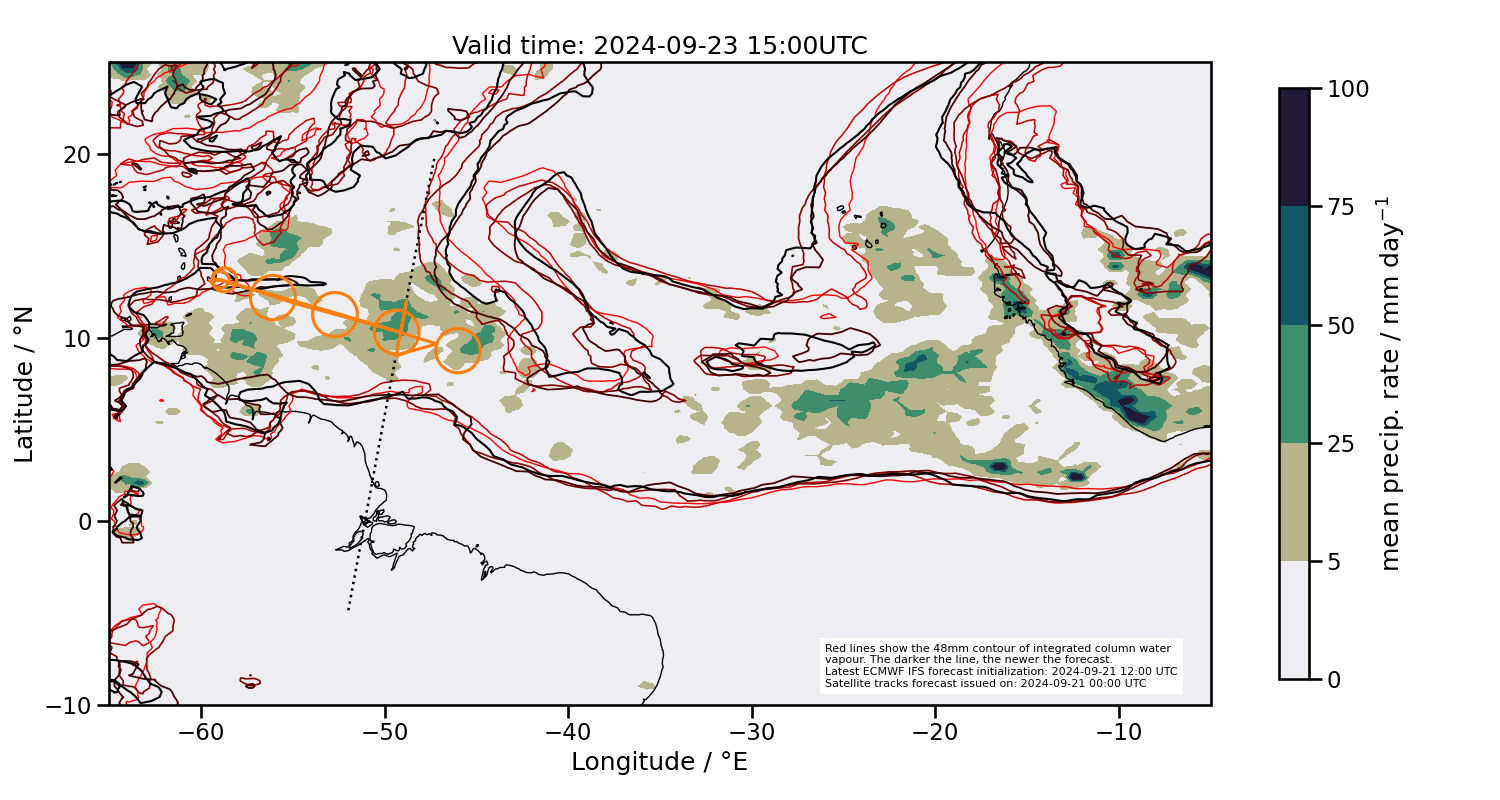 Valid time: 2024-09-23 15:00UTC
20
10
0
−10
Latitude / °N
−60
−50
−40
−30
−20
−10
Longitude / °E
Red lines show the 48mm contour of integrated column water
vapour. The darker the line, the newer the forecast.
Latest ECMWF IFS forecast initialization: 2024-09-21 12:00 UTC
Satellite tracks forecast issued on: 2024-09-21 00:00 UTC
100
75
50
25
5
0
mean precip. rate / mm day⁻¹